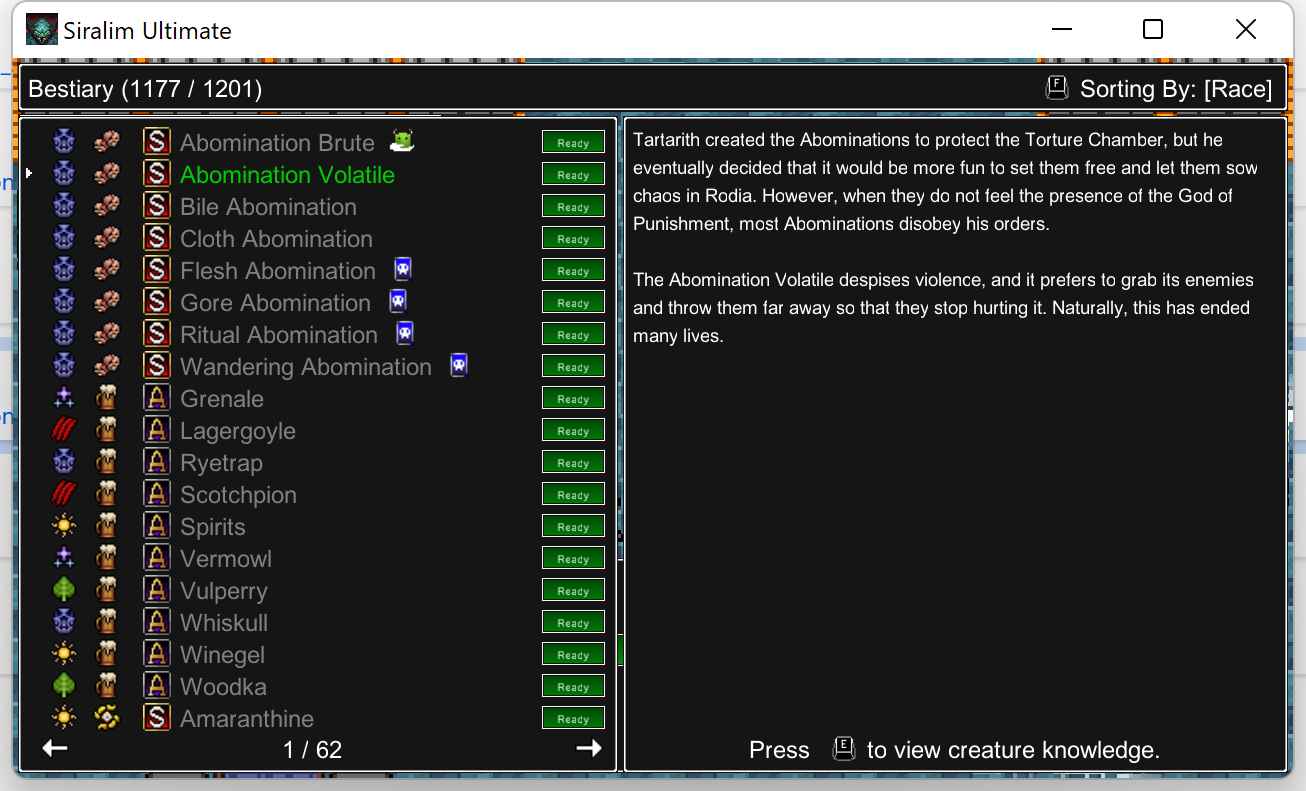 Siralim Ultimate
Bestiary (1177 / 1201)
F Sorting By: [Race]
S Abomination Brute Ready
S Abomination Volatile Ready
S Bile Abomination Ready
S Cloth Abomination Ready
S Flesh Abomination Ready
S Gore Abomination Ready
S Ritual Abomination Ready
S Wandering Abomination Ready
A Grenale Ready
A Lagergoyle Ready
A Ryetrap Ready
A Scotchpion Ready
A Spirits Ready
A Vermowl Ready
A Vulperry Ready
A Whiskull Ready
A Winegel Ready
A Woodka Ready
S Amaranthine Ready
1 / 62
Tartarith created the Abominations to protect the Torture Chamber, but he
eventually decided that it would be more fun to set them free and let them sow
chaos in Rodia. However, when they do not feel the presence of the God of
Punishment, most Abominations disobey his orders.
The Abomination Volatile despises violence, and it prefers to grab its enemies
and throw them far away so that they stop hurting it. Naturally, this has ended
many lives.
Press E to view creature knowledge.